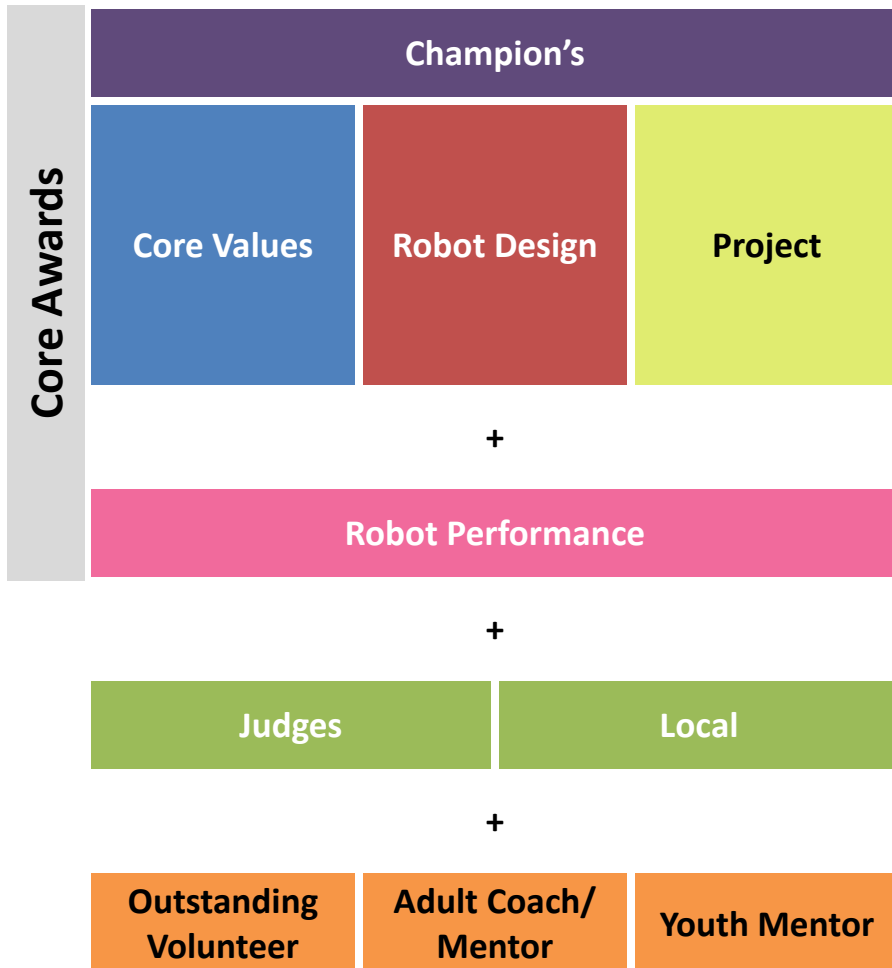 Core Awards
Champion’s
Core Values
Robot Design
Project
+
Robot Performance
+
Judges
Local
+
Outstanding
Volunteer
Adult Coach/
Mentor
Youth Mentor